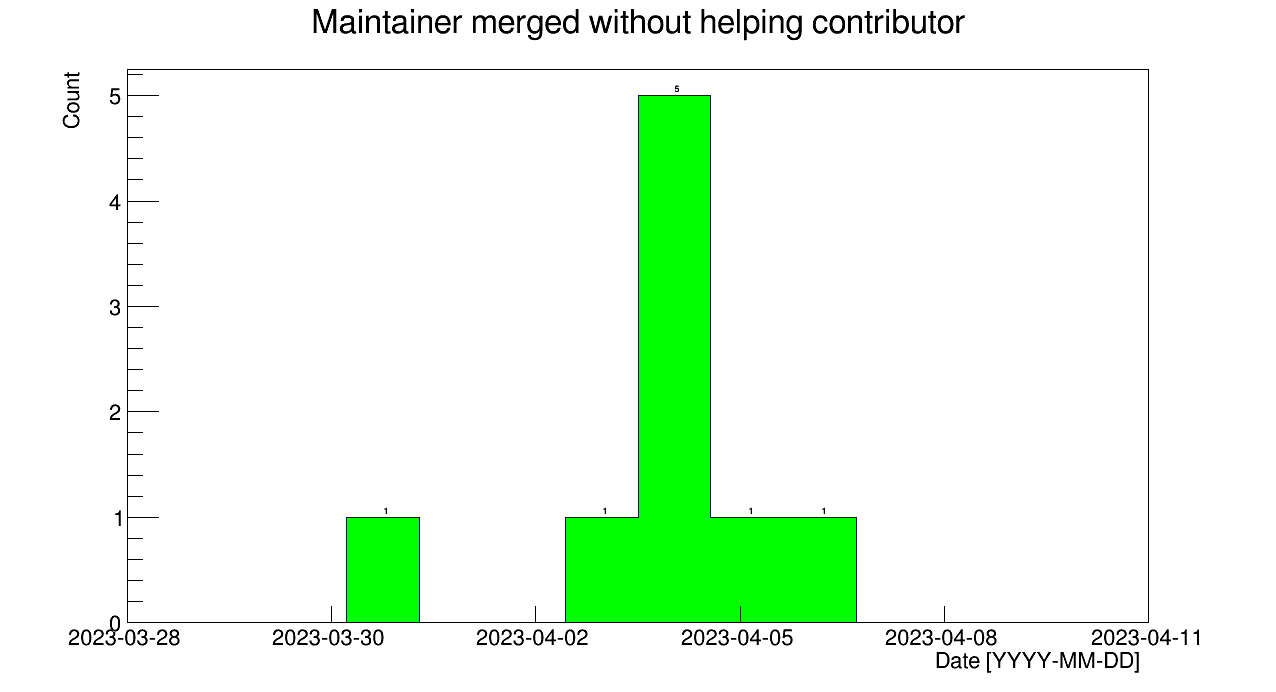 Maintainer merged without helping contributor
Count
5
4
3
2
1
0
5
1
1
1
1
2023-03-28 2023-03-30 2023-04-02 2023-04-05 2023-04-08 2023-04-11
Date [YYYY-MM-DD]